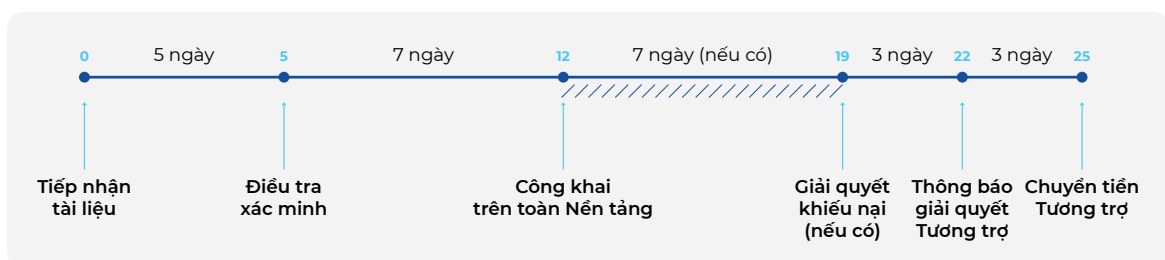 0 5 ngày 5 7 ngày 12 7 ngày (nếu có) 19 3 ngày 22 3 ngày 25
Tiếp nhận
tài liệu
Điều tra
xác minh
Công khai
trên toàn Nền tảng
Giải quyết
khiếu nại
(nếu có)
Thông báo
giải quyết
Tương trợ
Chuyển tiền
Tương trợ